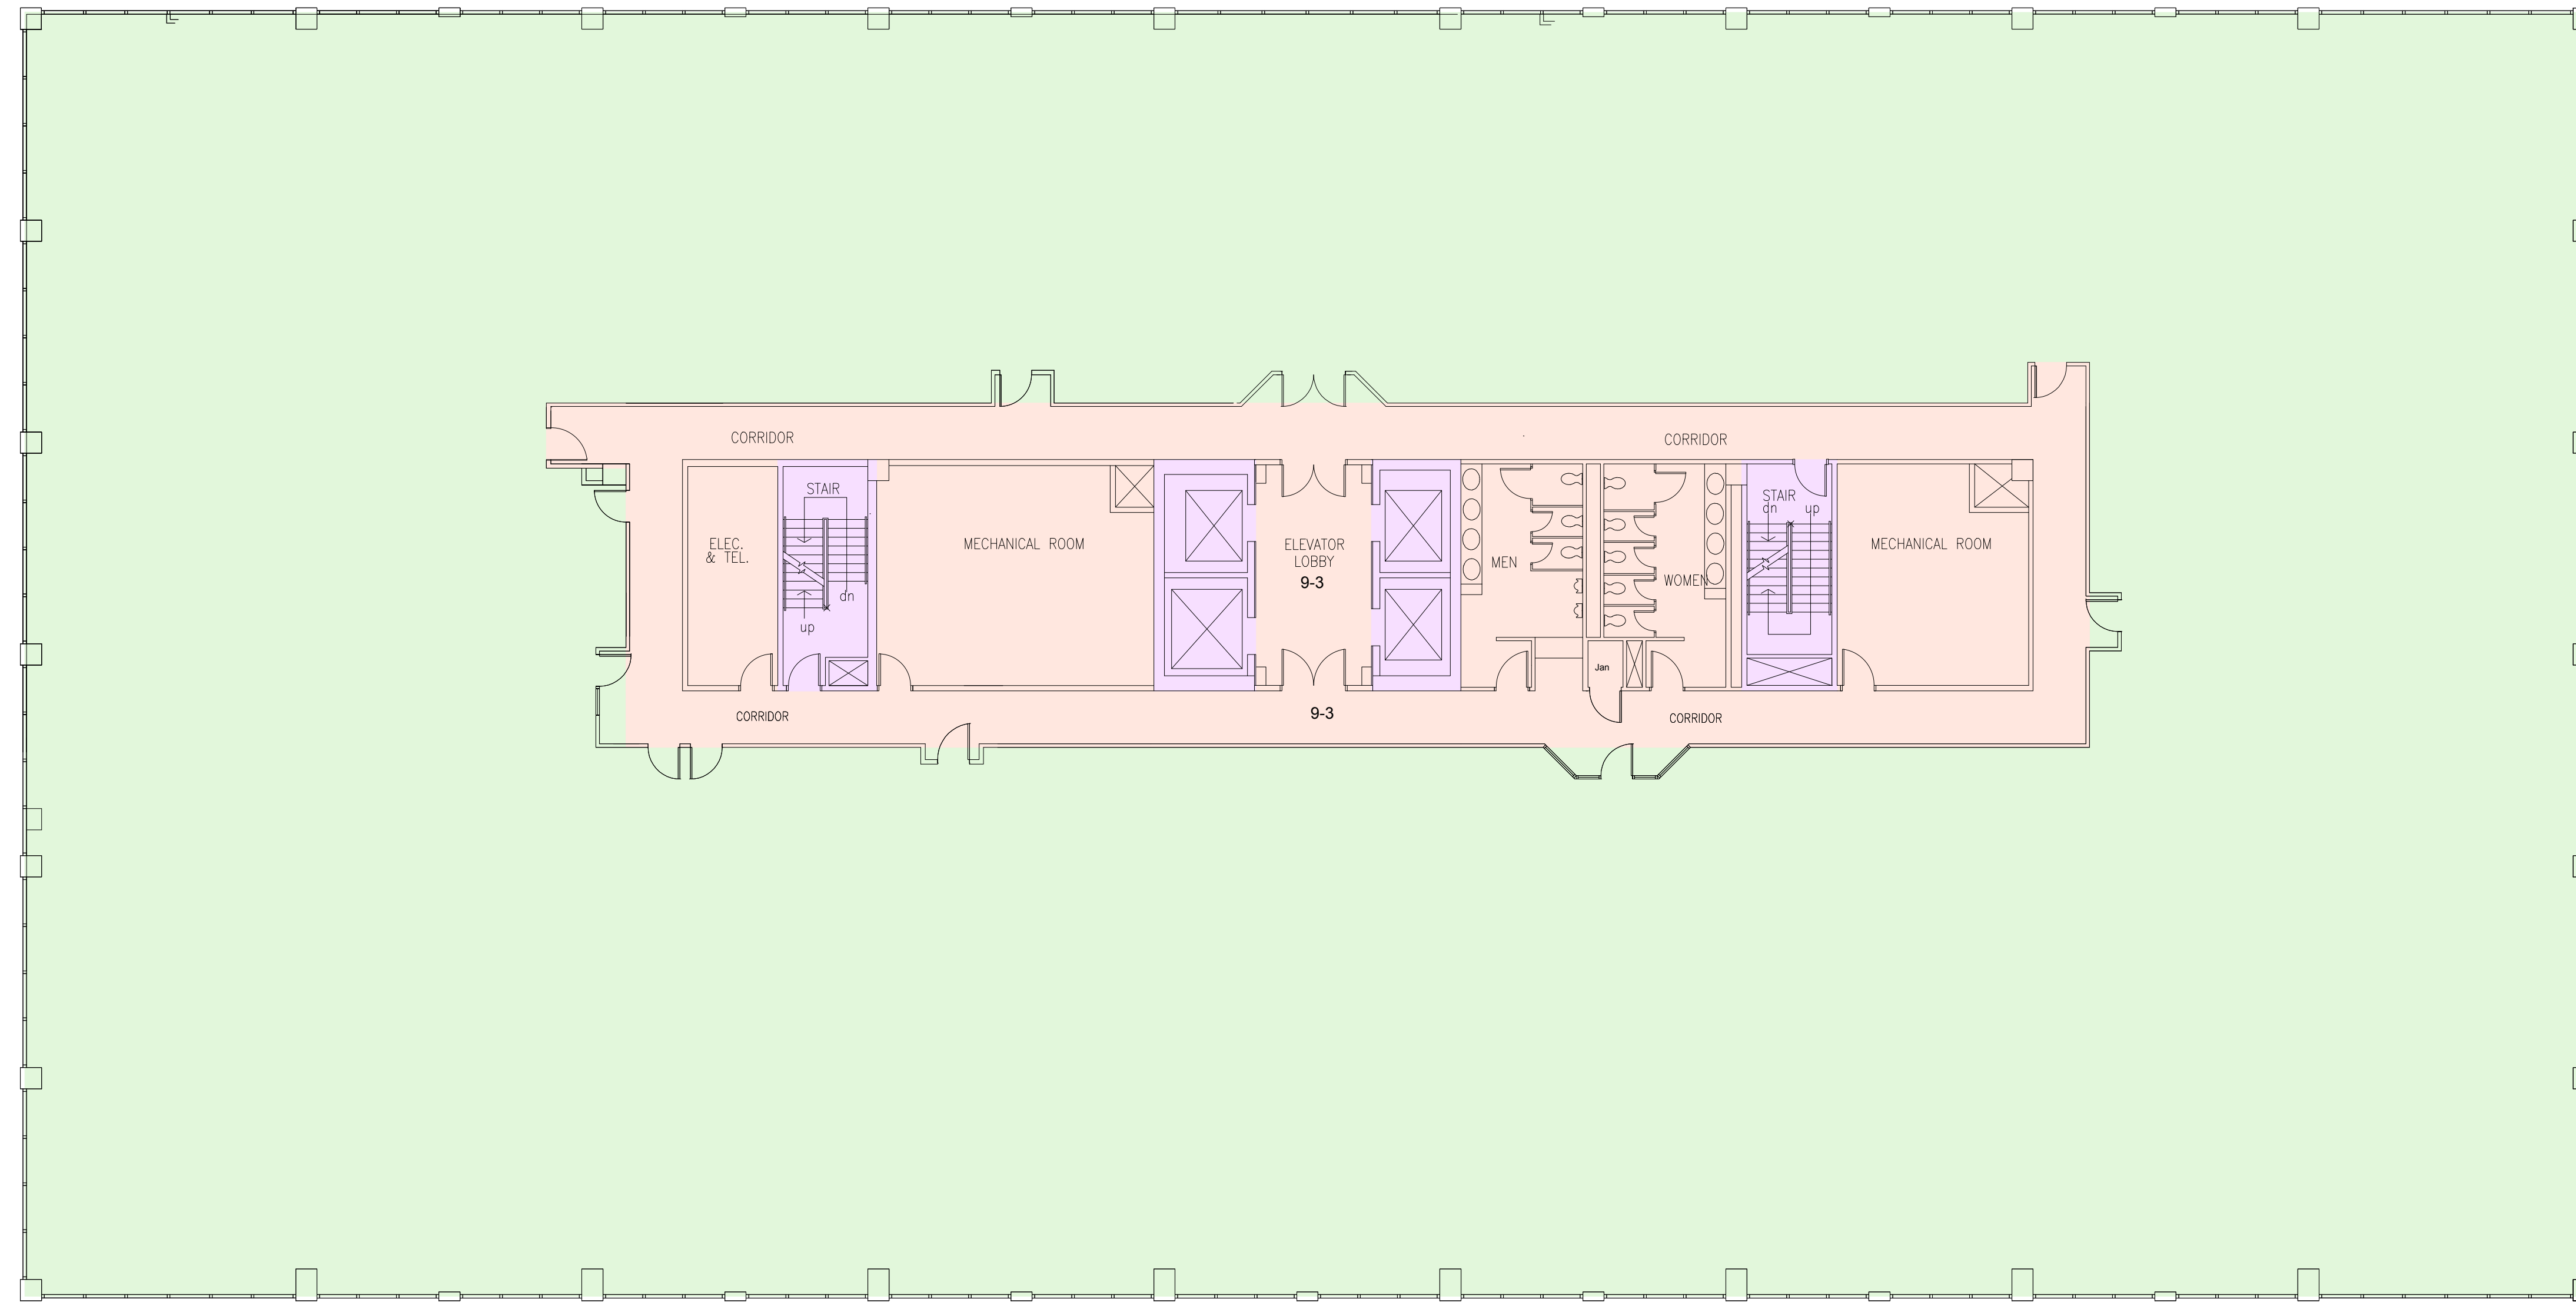 CORRIDOR
CORRIDOR
STAIR
STAIR
dn up
ELEC.
& TEL.
MECHANICAL ROOM
ELEVATOR
LOBBY
9-3
MEN
WOMEN
MECHANICAL ROOM
dn
up
Jan
CORRIDOR
9-3
CORRIDOR